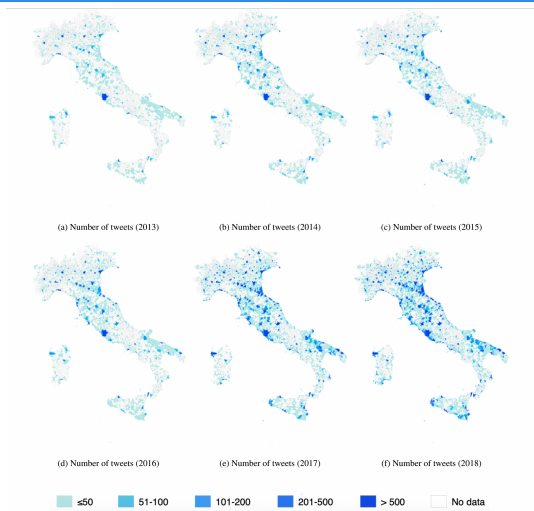 (a) Number of tweets (2013) (b) Number of tweets (2014) (c) Number of tweets (2015)
(d) Number of tweets (2016) (e) Number of tweets (2017) (f) Number of tweets (2018)
≤50 51-100 101-200 201-500 > 500 No data